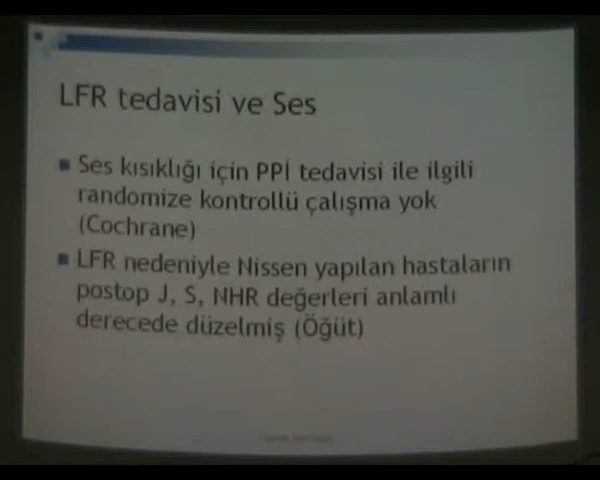 LFR tedavisi ve Ses
Ses kısıklığı için PPİ tedavisi ile ilgili
randomize kontrollü çalışma yok
(Cochrane)
LFR nedeniyle Nissen yapılan hastaların
postop J, S, NHR değerleri anlamlı
derecede düzelmiş (Öğüt)